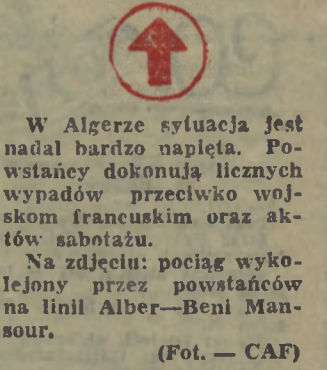 W Algerze sytuacja jest
nadal bardzo napięta. Po-
wstańcy dokonują licznych
wypadów przeciwko woj-
skom francuskim oraz ak-
tów sabotażu.
Na zdjęciu: pociąg wyko-
lejony przez powstańców
na linii Alber—Beni Man-
sour.
(Fot. — CAF)